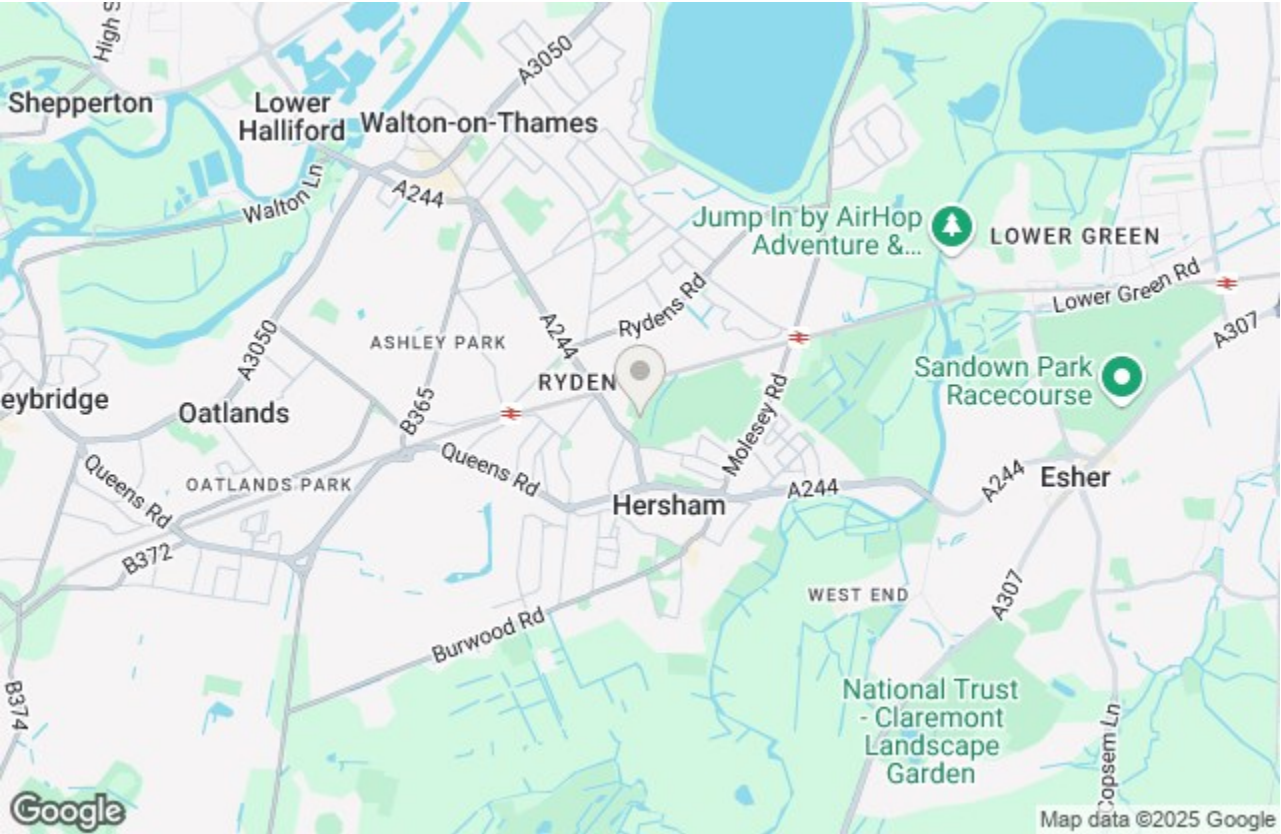 High S
A3050
Shepperton
Lower
Halliford
Walton-on-Thames
Walton Ln
A244
Jump In by AirHop
Adventure &...
LOWER GREEN
Lower Green Rd
Rydens Rd
A3050
ASHLEY PARK
A244
A307
RYDEN
Sandown Park
Racecourse
eybridge
Oatlands
B365
Molesey Rd
Queens Rd
Queens Rd
OATLANDS PARK
A244
A244
Esher
Hersham
B372
WEST END
A307
Burwood Rd
B374
National Trust
- Claremont
Landscape
Garden
Copsem Ln
Google
Map data ©2025 Google